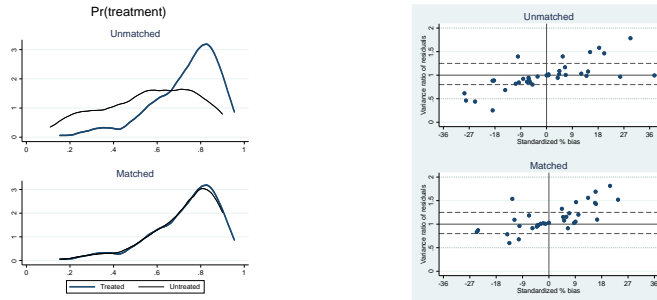 Pr(treatment)
Unmatched
3
2
1
0
0 .2 .4 .6 .8 1
Matched
3
2
1
0
0 .2 .4 .6 .8 1
Treated Untreated
Unmatched
Variance ratio of residuals
2
1.5
1
.5
0
-36 -27 -18 -9 0 9 18 27 36
Standardized % bias
Matched
Variance ratio of residuals
2
1.5
1
.5
0
-36 -27 -18 -9 0 9 18 27 36
Standardized % bias